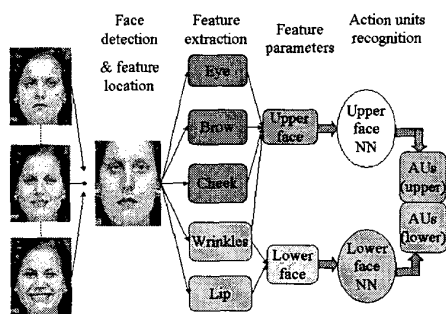 Face
detection
& feature
location
Feature
extraction
Feature
parameters
Action units
recognition
Eye
Brow
Cheek
Wrinkles
Lip
Upper
face
Lower
face
Upper
face
NN
Lower
face
NN
AUs
(upper)
AUs
(lower)